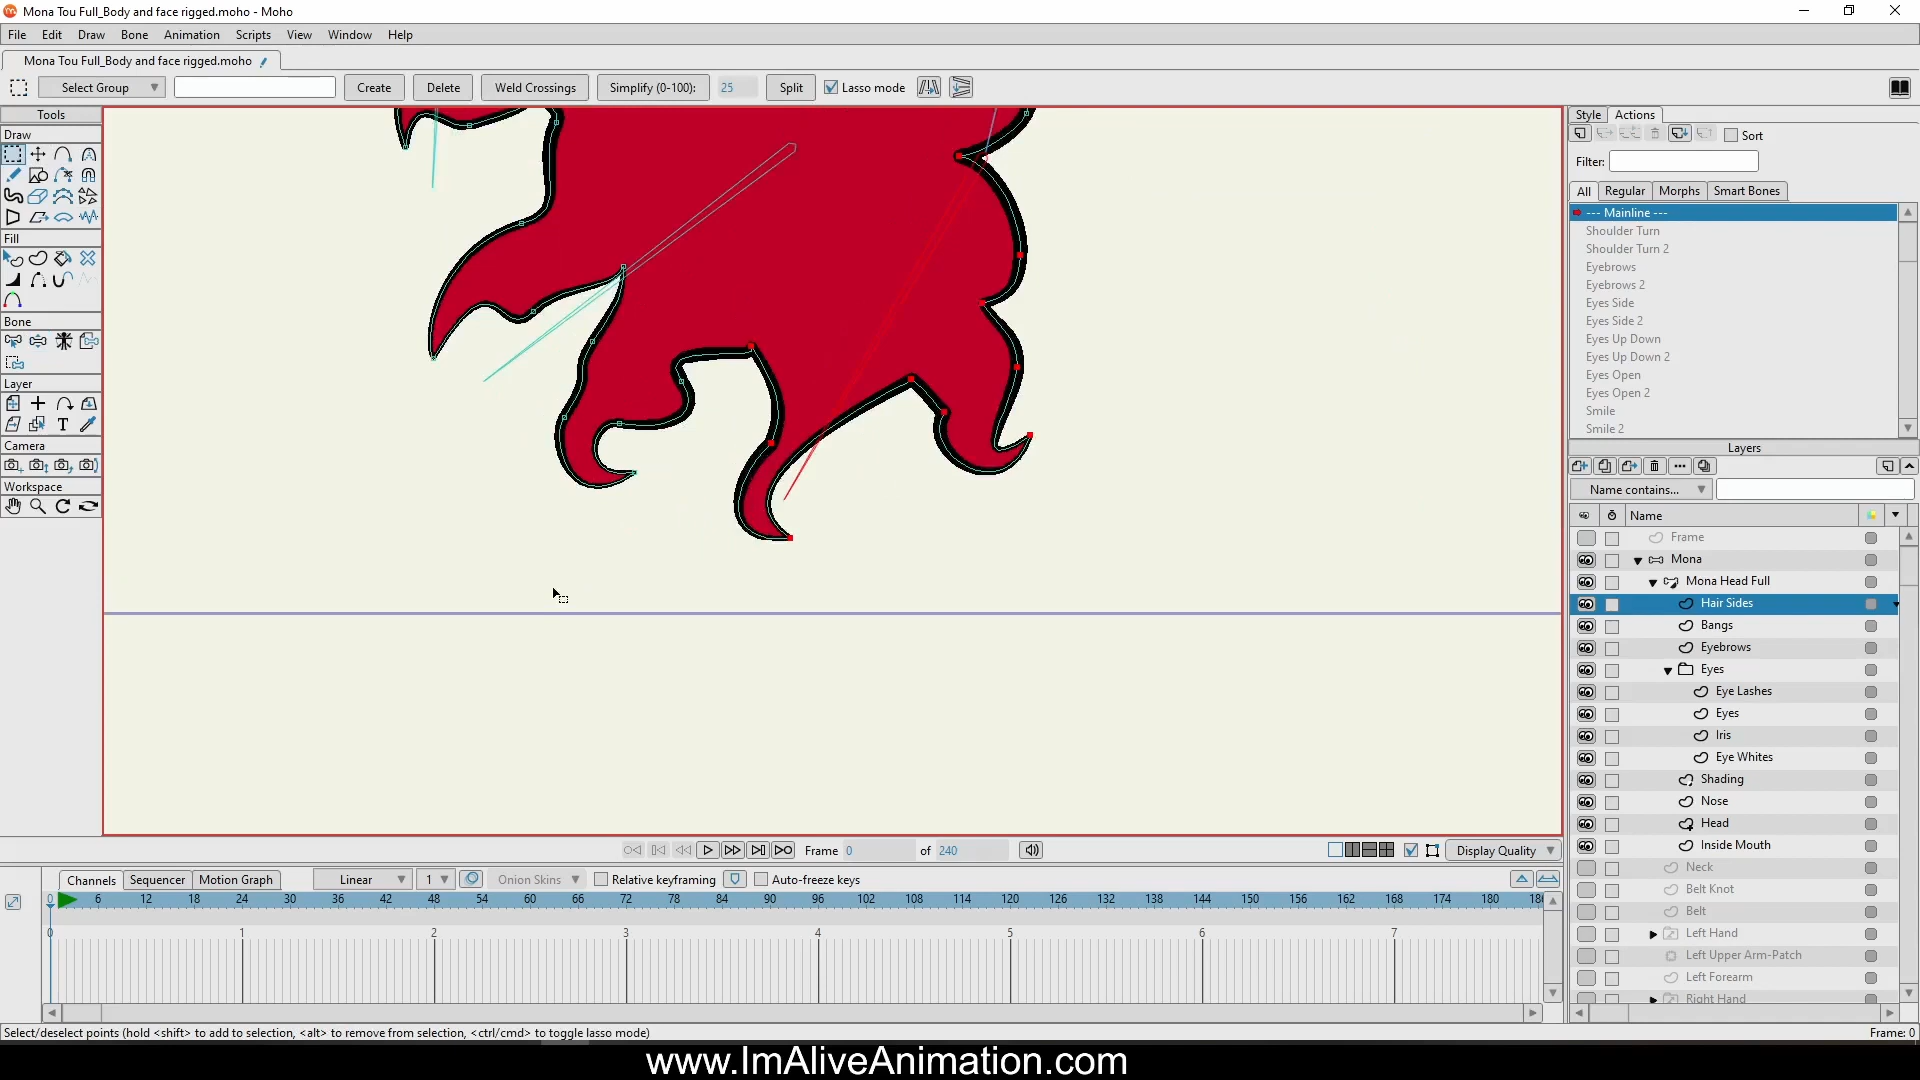 Mona Tou Full_Body and face rigged.moho - Moho
File Edit Draw Bone Animation Scripts View Window Help
Mona Tou Full_Body and face rigged.moho
Select Group Create Delete Weld Crossings Simplify (0-100): 25 Split Lasso mode
Tools
Draw
Fill
Bone
Layer
Camera
Workspace
Style Actions
Sort
Filter:
All Regular Morphs Smart Bones
--- Mainline ---
Shoulder Turn
Shoulder Turn 2
Eyebrows
Eyebrows 2
Eyes Side
Eyes Side 2
Eyes Up Down
Eyes Up Down 2
Eyes Open
Eyes Open 2
Smile
Smile 2
Layers
Name contains...
Name
Frame
Mona
Mona Head Full
Hair Sides
Bangs
Eyebrows
Eyes
Eye Lashes
Eyes
Iris
Eye Whites
Shading
Nose
Head
Inside Mouth
Neck
Belt Knot
Belt
Left Hand
Left Upper Arm-Patch
Left Forearm
Right Hand
Frame 0 of 240 Display Quality
Channels Sequencer Motion Graph Linear 1 Onion Skins Relative keyframing Auto-freeze keys
0 6 12 18 24 30 36 42 48 54 60 66 72 78 84 90 96 102 108 114 120 126 132 138 144 150 156 162 168 174 180 18
0 1 2 3 4 5 6 7
Select/deselect points (hold <shift> to add to selection, <alt> to remove from selection, <ctrl/cmd> to toggle lasso mode) Frame: 0
www.ImAliveAnimation.com